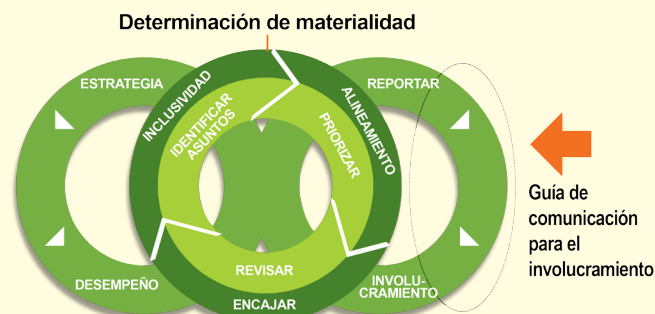 Determinación de materialidad
ESTRATEGIA
INCLUSIVIDAD
IDENTIFICAR
ASUNTOS
PRIORIZAR
ALINEAMIENTO
REPORTAR
Guía de
comunicación
para el
involucramiento
DESEMPEÑO
REVISAR
ENCAJAR
INVOLU-
CRAMIENTO